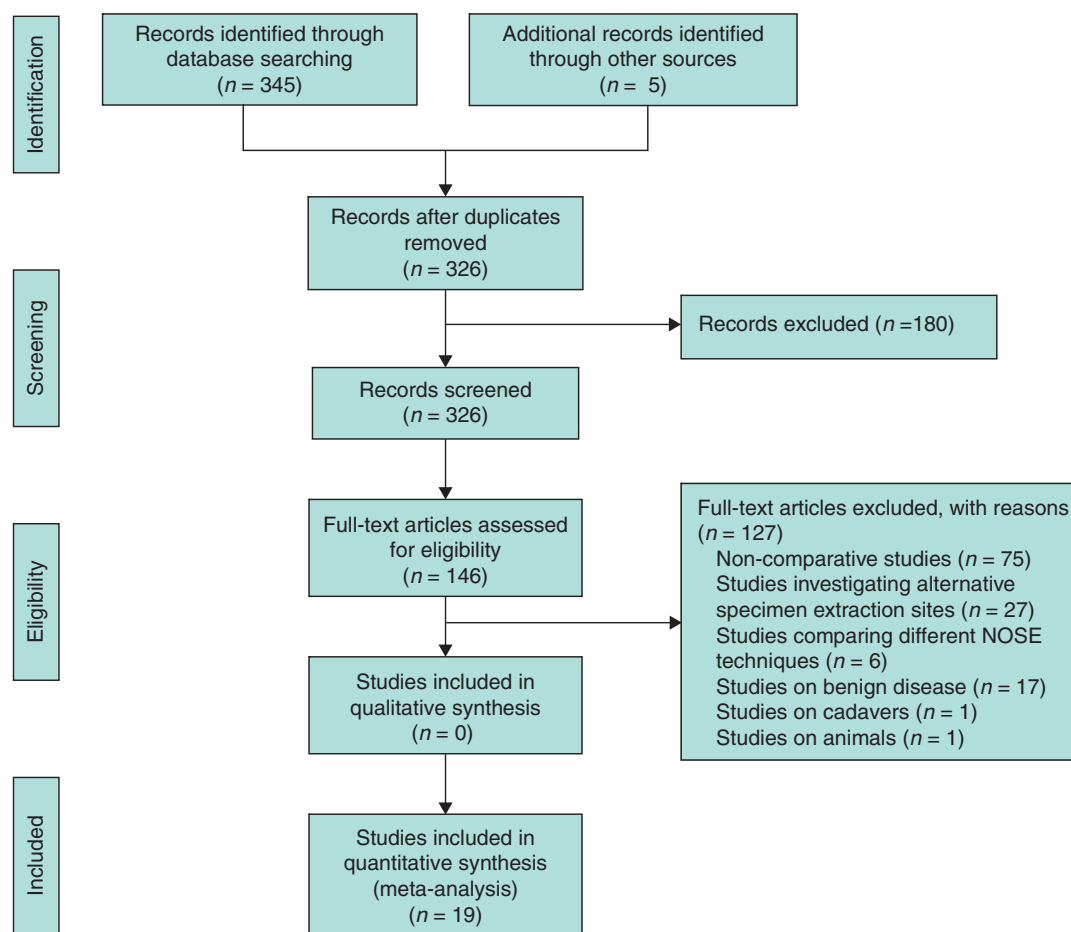 Identification
Records identified through
database searching
(n = 345)
Additional records identified
through other sources
(n = 5)
Records after duplicates
removed
(n = 326)
Screening
Records excluded (n =180)
Records screened
(n = 326)
Eligibility
Full-text articles assessed
for eligibility
(n = 146)
Full-text articles excluded, with reasons
(n = 127)
Non-comparative studies (n = 75)
Studies investigating alternative
specimen extraction sites (n = 27)
Studies comparing different NOSE
techniques (n = 6)
Studies on benign disease (n = 17)
Studies on cadavers (n = 1)
Studies on animals (n = 1)
Studies included in
qualitative synthesis
(n = 0)
Included
Studies included in
quantitative synthesis
(meta-analysis)
(n = 19)